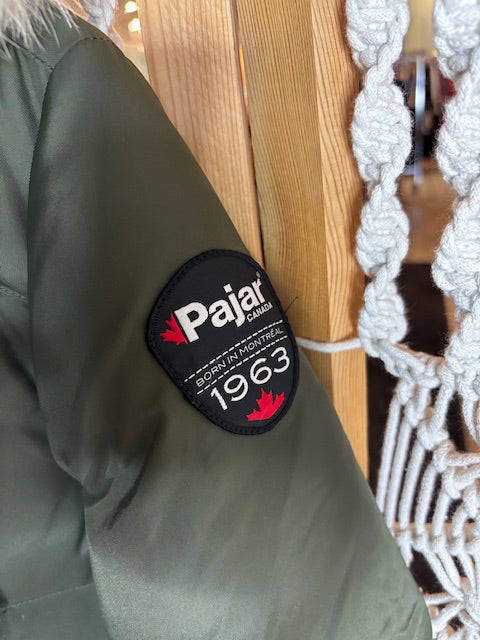 Pajar®
CANADA
BORN IN MONTRÉAL
1963